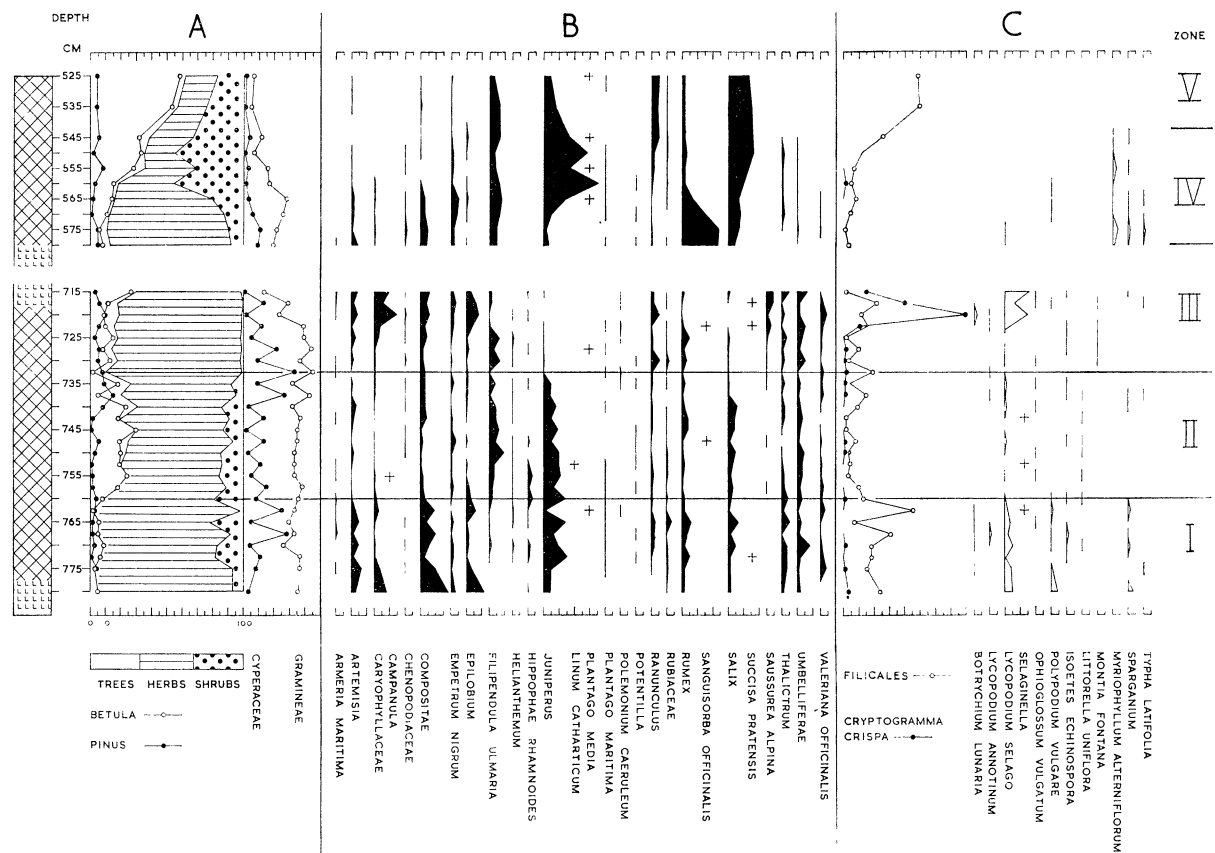 A
B
C
DEPTH
CM
ZONE
525
535
545
555
565
575
715
725
735
745
755
765
775
V
IV
III
II
I
0 0 100
TREES HERBS SHRUBS
BETULA
PINUS
CYPERACEAE
GRAMINEAE
ARMERIA MARITIMA
ARTEMISIA
CARYOPHYLLACEAE
CAMPANULA
CHENOPODIACEAE
COMPOSITAE
EMPETRUM NIGRUM
EPILOBIUM
FILIPENDULA ULMARIA
HELIANTHEMUM
HIPPOPHAE RHAMNOIDES
JUNIPERUS
LINUM CATHARTICUM
PLANTAGO MEDIA
PLANTAGO MARITIMA
POLEMONIUM CAERULEUM
POTENTILLA
RANUNCULUS
RUBIACEAE
RUMEX
SANGUISORBA OFFICINALIS
SALIX
SUCCISA PRATENSIS
SAUSSUREA ALPINA
THALICTRUM
UMBELLIFERAE
VALERIANA OFFICINALIS
FILICALES
CRYPTOGRAMMA
CRISPA
BOTRYCHIUM LUNARIA
LYCOPODIUM ANNOTINUM
LYCOPODIUM SELAGO
SELAGINELLA
OPHIOGLOSSUM VULGATUM
POLYPODIUM VULGARE
ISOETES ECHINOSPORA
LITTORELLA UNIFLORA
MONTIA FONTANA
MYRIOPHYLLUM ALTERNIFLORUM
SPARGANIUM
TYPHA LATIFOLIA